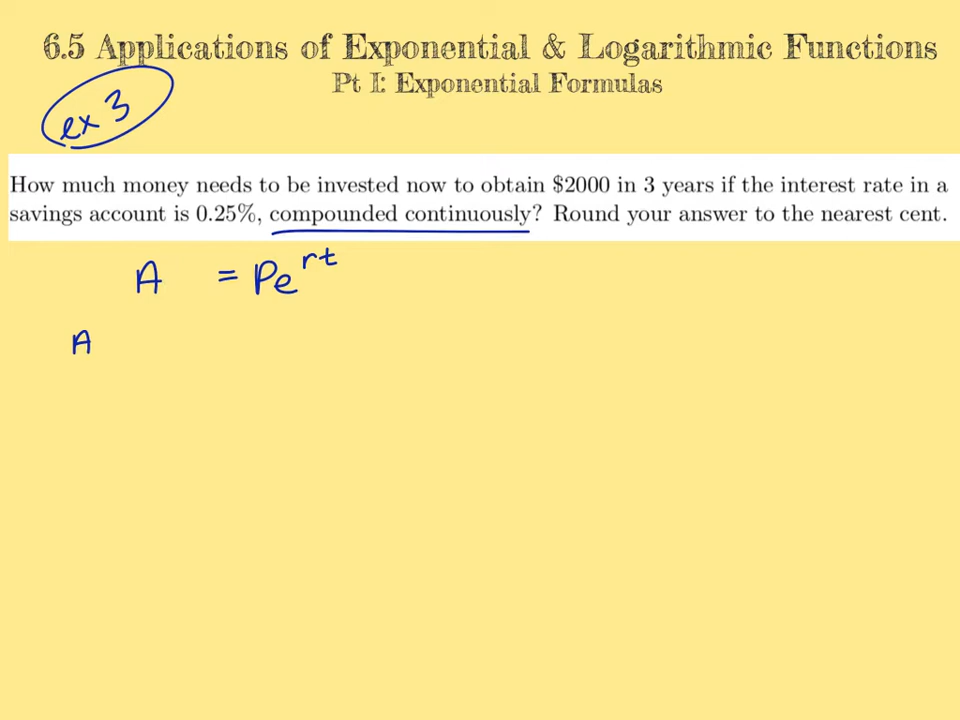 6.5 Applications of Exponential & Logarithmic Functions
Pt I: Exponential Formulas
ex 3
How much money needs to be invested now to obtain $2000 in 3 years if the interest rate in a
savings account is 0.25%, compounded continuously? Round your answer to the nearest cent.
A = Pe^{rt}
A